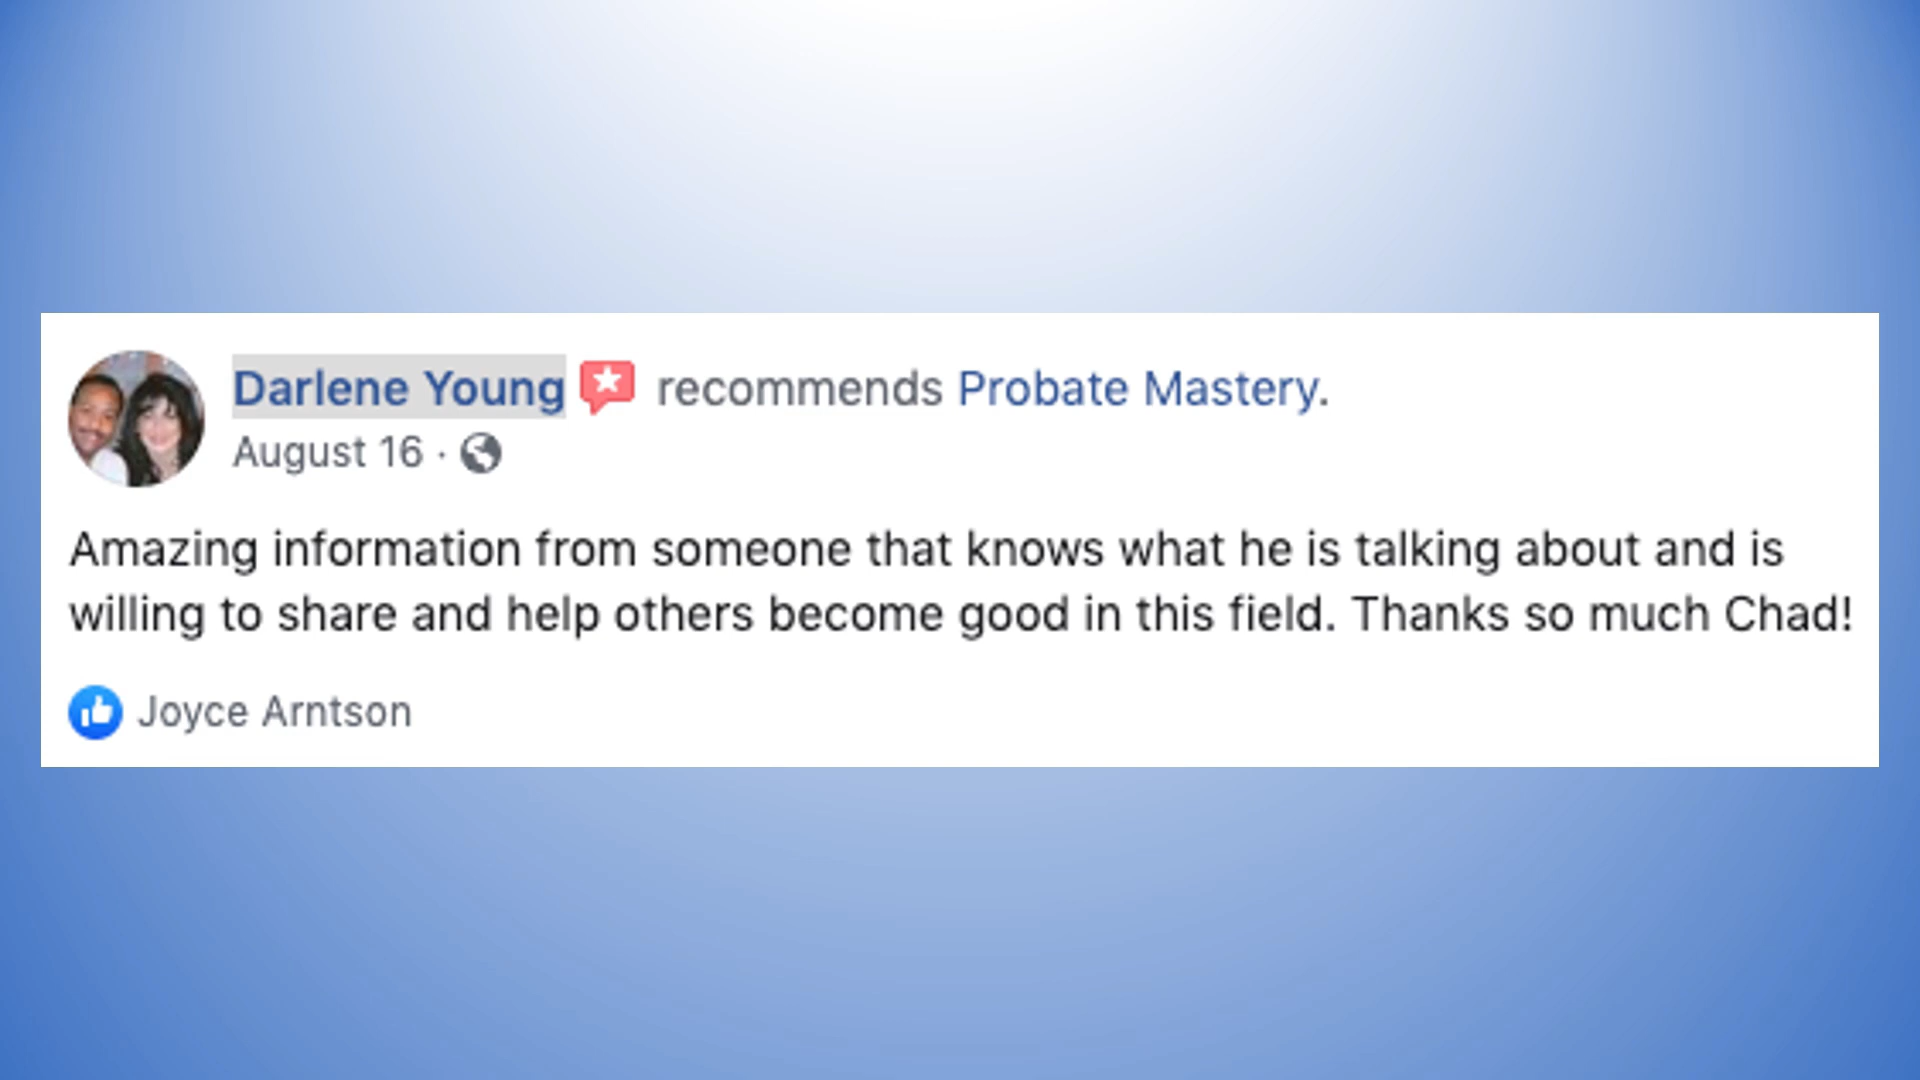 Darlene Young recommends Probate Mastery.
August 16 ·
Amazing information from someone that knows what he is talking about and is
willing to share and help others become good in this field. Thanks so much Chad!
Joyce Arntson